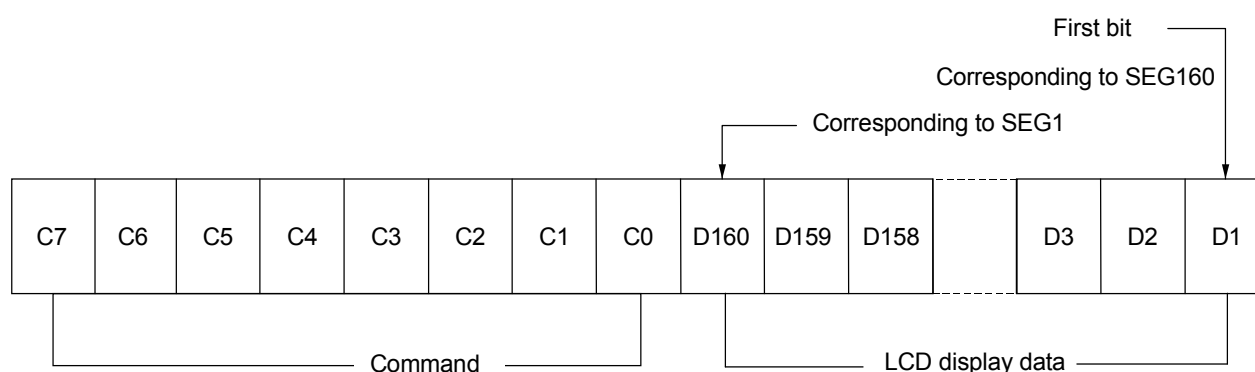 First bit
Corresponding to SEG160
Corresponding to SEG1
C7 C6 C5 C4 C3 C2 C1 C0 D160 D159 D158 D3 D2 D1
Command LCD display data